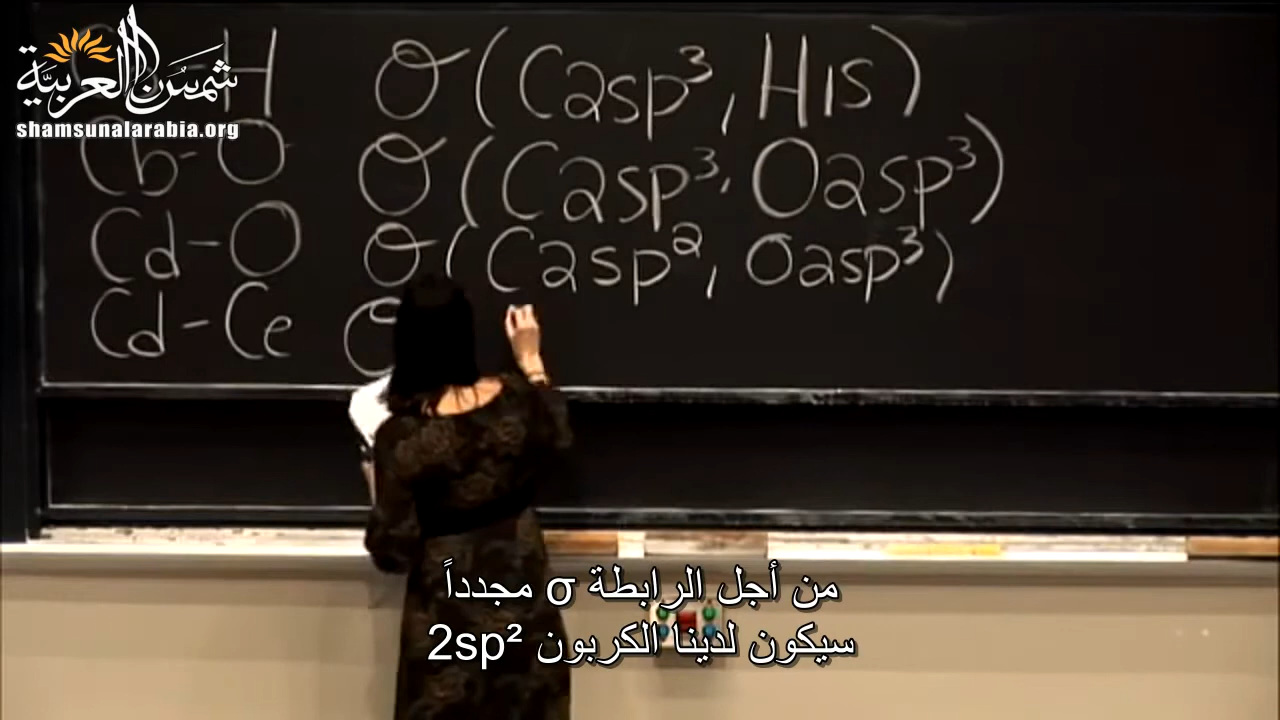 شمسُ العربيّة
shamsunalarabia.org
-H σ(C2sp³, H1s)
Cb-O σ(C2sp³, O2sp³)
Cd-O σ(C2sp², O2sp³)
Cd-Ce σ
من أجل الرابطة σ مجدداً
سيكون لدينا الكربون 2sp²